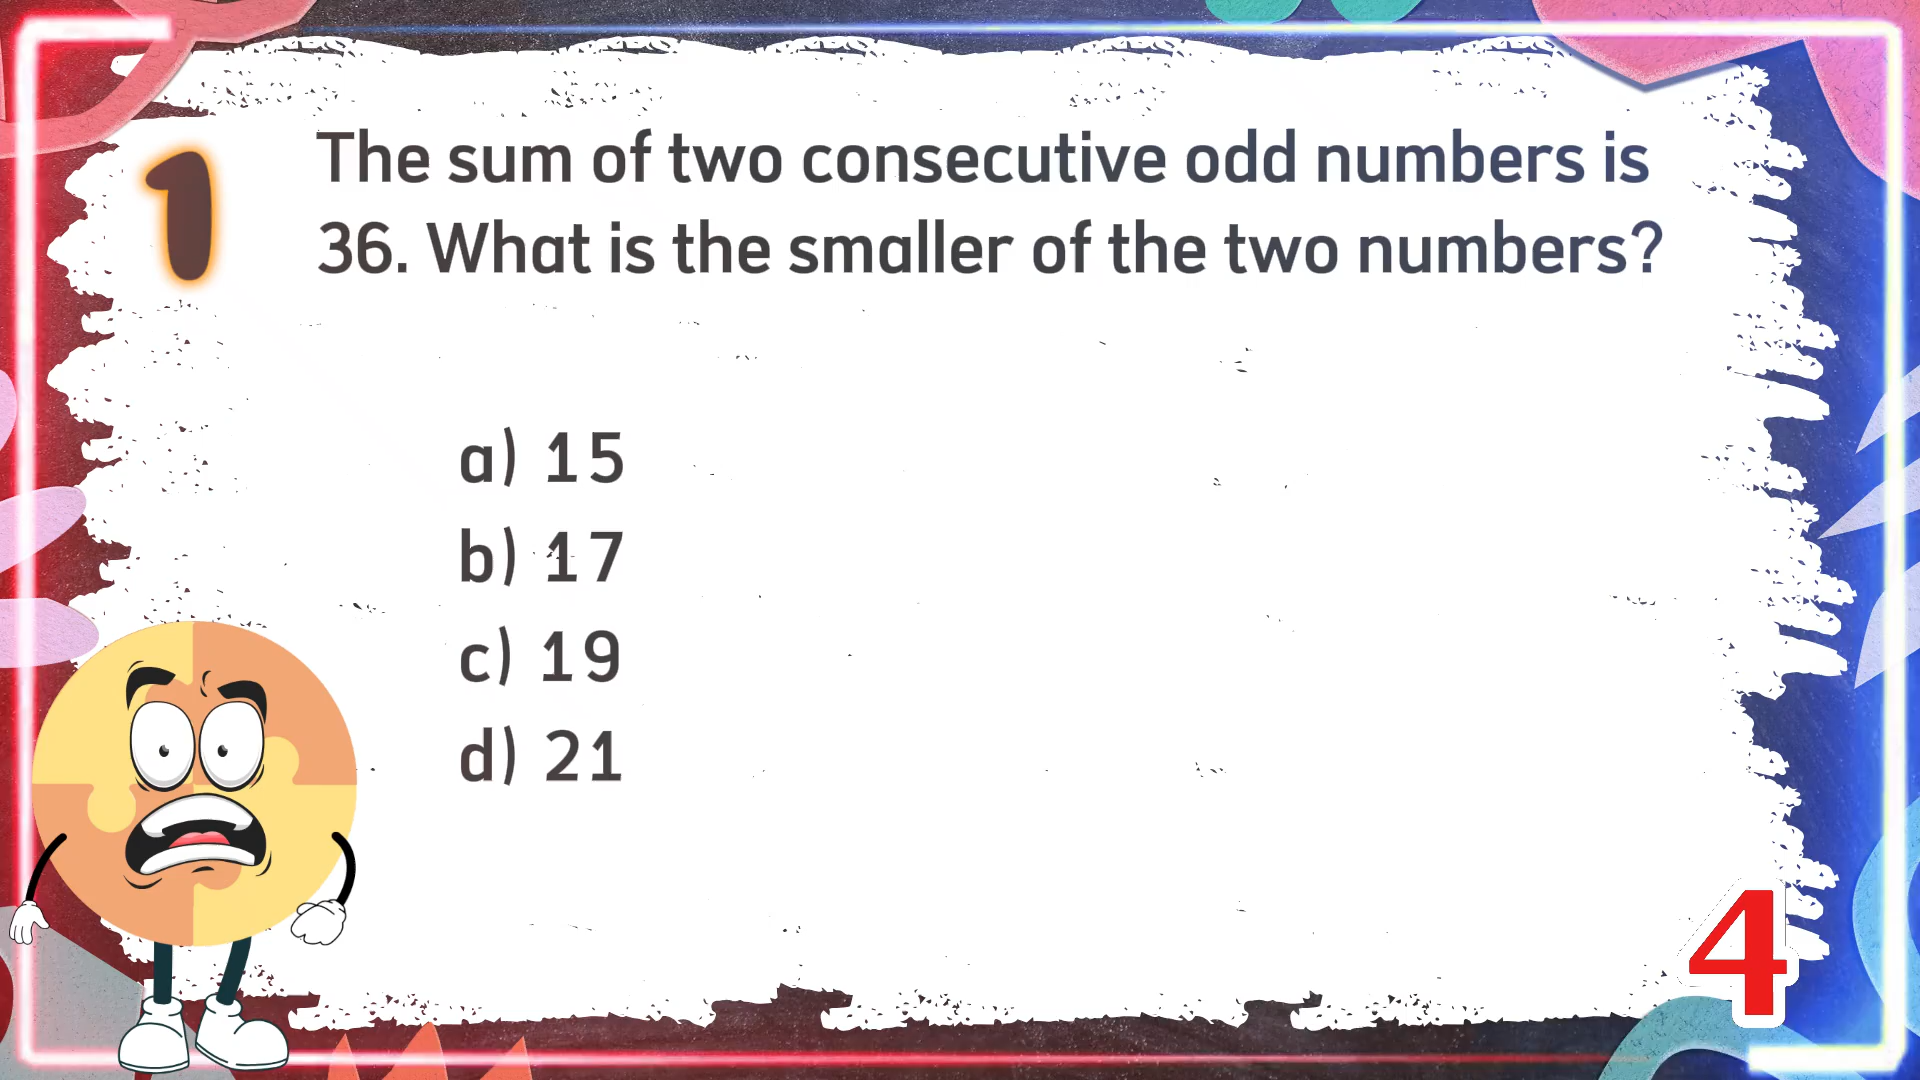 1
The sum of two consecutive odd numbers is
36. What is the smaller of the two numbers?
a) 15
b) 17
c) 19
d) 21
4